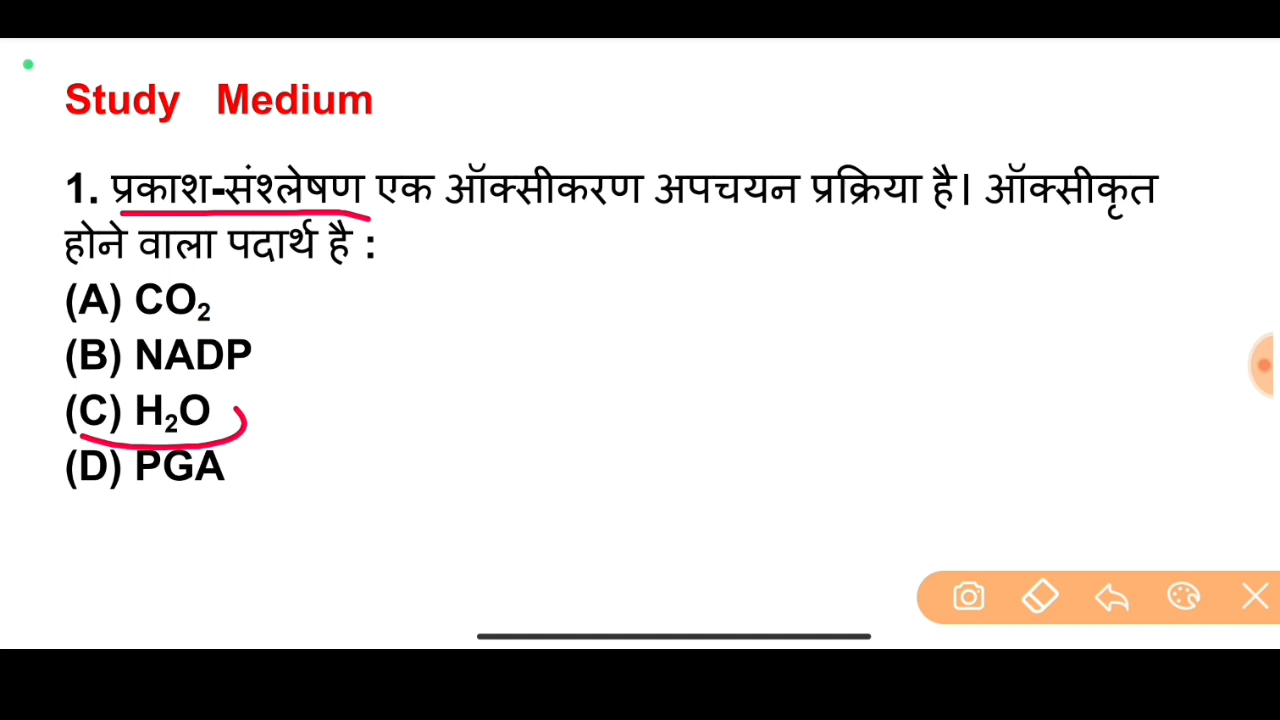 Study Medium
1. प्रकाश-संश्लेषण एक ऑक्सीकरण अपचयन प्रक्रिया है। ऑक्सीकृत
होने वाला पदार्थ है :
(A) CO₂
(B) NADP
(C) H₂O
(D) PGA